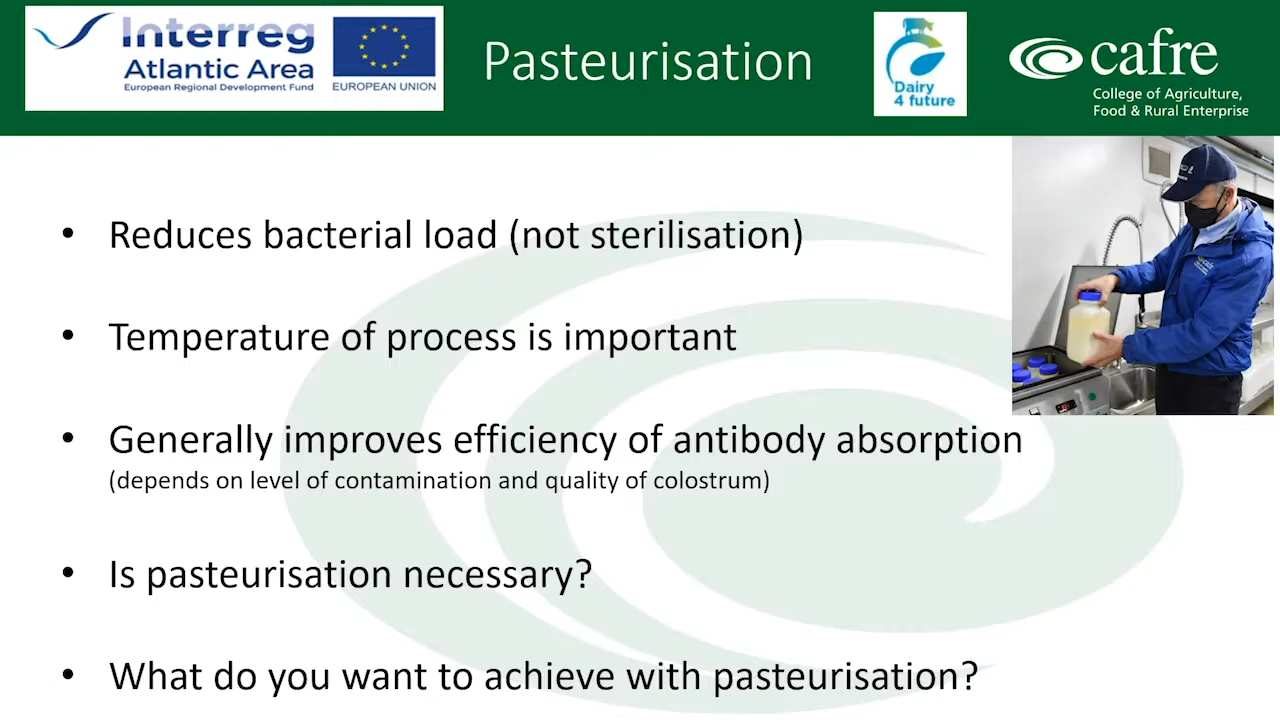 Interreg
Atlantic Area
European Regional Development Fund
EUROPEAN UNION
Pasteurisation
Dairy
4 future
cafre
College of Agriculture,
Food & Rural Enterprise
• Reduces bacterial load (not sterilisation)
• Temperature of process is important
• Generally improves efficiency of antibody absorption
(depends on level of contamination and quality of colostrum)
• Is pasteurisation necessary?
• What do you want to achieve with pasteurisation?